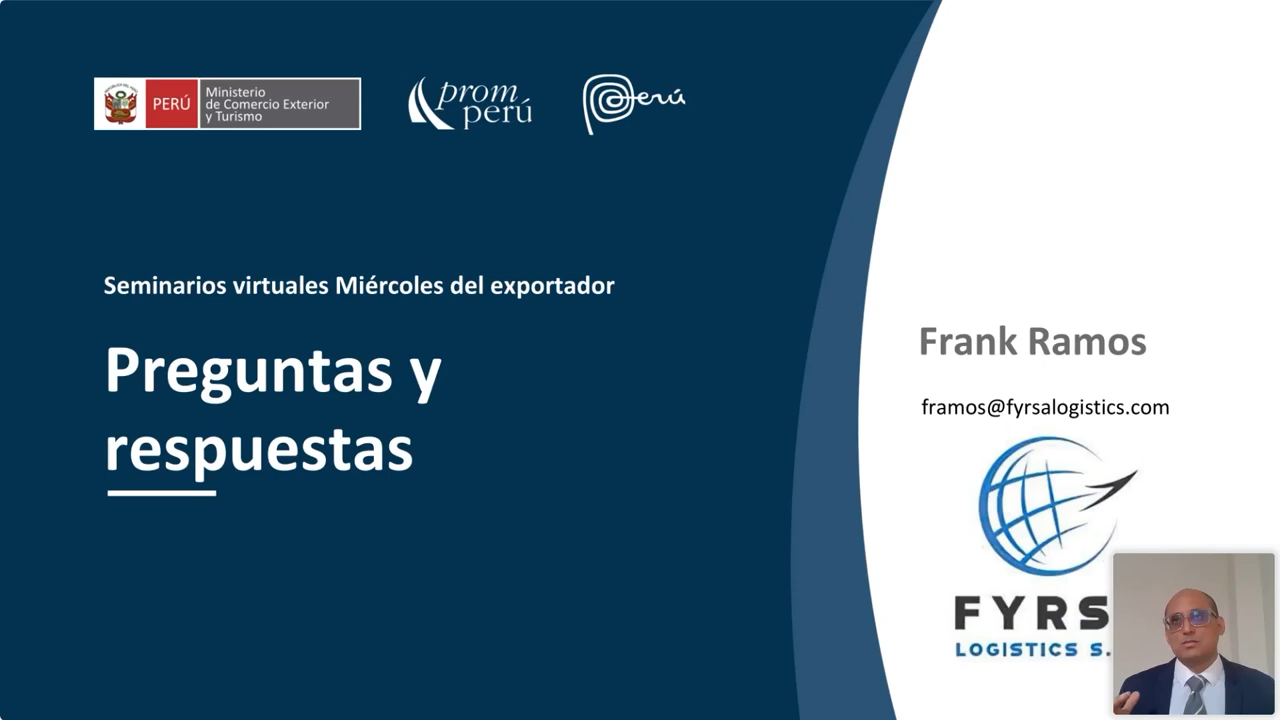 PERÚ
Ministerio
de Comercio Exterior
y Turismo
prom
perú
Perú
Seminarios virtuales Miércoles del exportador
Preguntas y
respuestas
Frank Ramos
framos@fyrsalogistics.com
FYRS
LOGISTICS S.